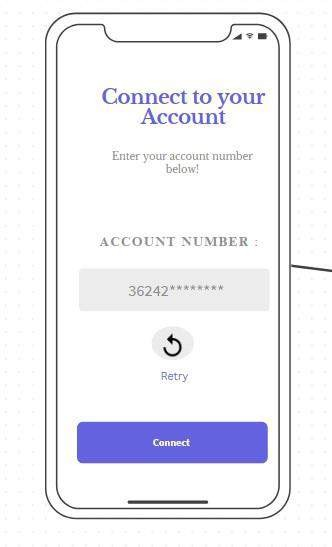 Connect to your
Account
Enter your account number
below!
ACCOUNT NUMBER :
36242********
Retry
Connect